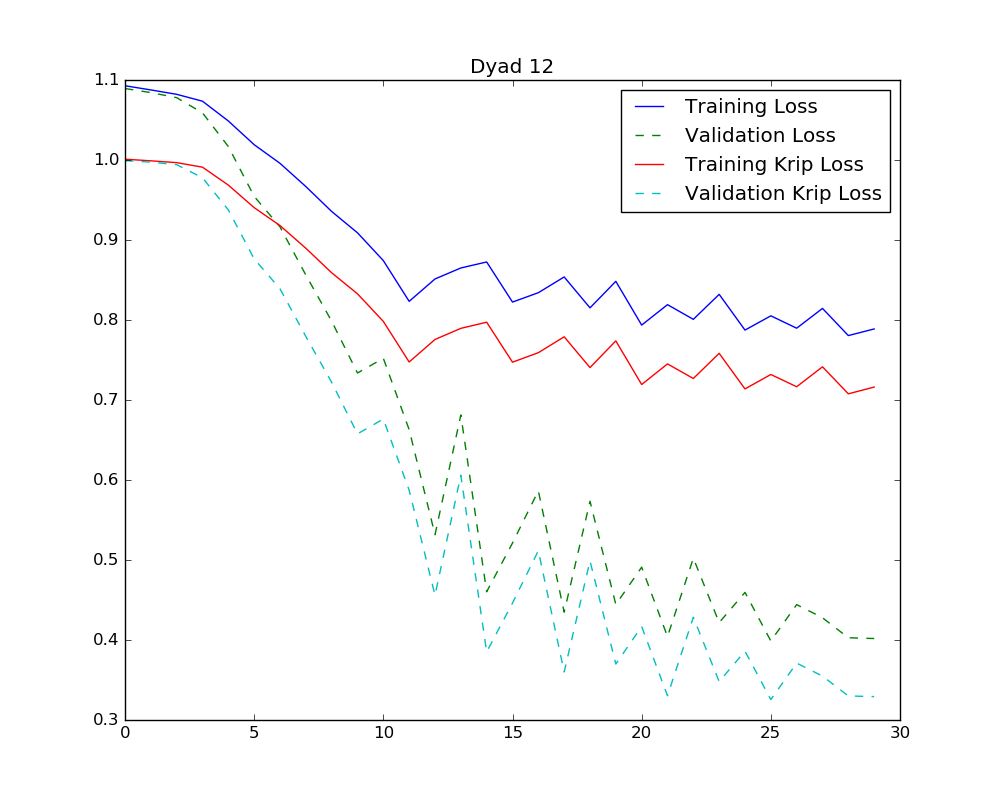 Dyad 12
1.1
1.0
0.9
0.8
0.7
0.6
0.5
0.4
0.3
0 5 10 15 20 25 30
Training Loss
Validation Loss
Training Krip Loss
Validation Krip Loss